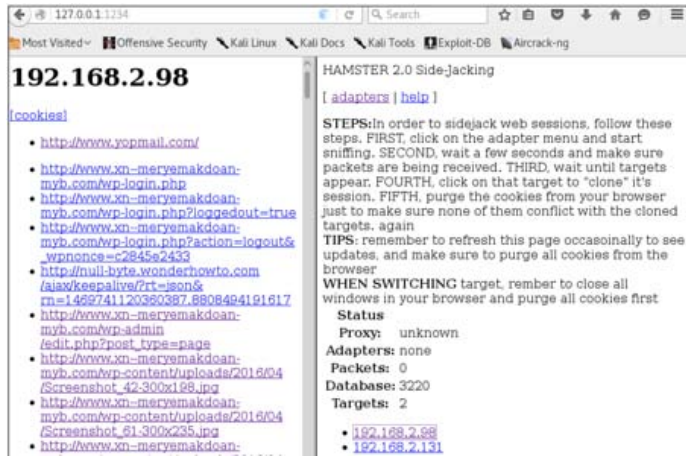 127.0.0.1:1234
Search
Most Visited
Offensive Security
Kali Linux
Kali Docs
Kali Tools
Exploit-DB
Aircrack-ng
192.168.2.98
[cookies]
http://www.yopmail.com/
http://www.xn--meryemakdoan-
myb.com/wp-login.php
http://www.xn--meryemakdoan-
myb.com/wp-login.php?loggedout=true
http://www.xn--meryemakdoan-
myb.com/wp-login.php?action=logout&
_wpnonce=c2845e2433
http://null-byte.wonderhowto.com
/ajax/keepalive/?rt=json&
rn=1469741120360387.8808494191617
http://www.xn--meryemakdoan-
myb.com/wp-admin
/edit.php?post_type=page
http://www.xn--meryemakdoan-
myb.com/wp-content/uploads/2016/04
/Screenshot_42-300x198.jpg
http://www.xn--meryemakdoan-
myb.com/wp-content/uploads/2016/04
/Screenshot_61-300x235.jpg
http://www.xn--meryemakdoan-
HAMSTER 2.0 Side-Jacking
[ adapters | help ]
STEPS:In order to sidejack web sessions, follow these
steps. FIRST, click on the adapter menu and start
sniffing. SECOND, wait a few seconds and make sure
packets are being received. THIRD, wait until targets
appear. FOURTH, click on that target to "clone" it's
session. FIFTH, purge the cookies from your browser
just to make sure none of them conflict with the cloned
targets. again
TIPS: remember to refresh this page occasoinally to see
updates, and make sure to purge all cookies from the
browser
WHEN SWITCHING target, rember to close all
windows in your browser and purge all cookies first
Status
Proxy: unknown
Adapters: none
Packets: 0
Database: 3220
Targets: 2
192.168.2.98
192.168.2.131